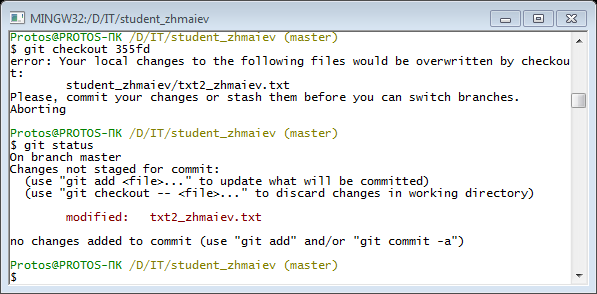 MINGW32:/D/IT/student_zhmaiev
Protos@PROTOS-ПК /D/IT/student_zhmaiev (master)
$ git checkout 355fd
error: Your local changes to the following files would be overwritten by checkou
t:
        student_zhmaiev/txt2_zhmaiev.txt
Please, commit your changes or stash them before you can switch branches.
Aborting
Protos@PROTOS-ПК /D/IT/student_zhmaiev (master)
$ git status
On branch master
Changes not staged for commit:
  (use "git add <file>..." to update what will be committed)
  (use "git checkout -- <file>..." to discard changes in working directory)
        modified:   txt2_zhmaiev.txt
no changes added to commit (use "git add" and/or "git commit -a")
Protos@PROTOS-ПК /D/IT/student_zhmaiev (master)
$